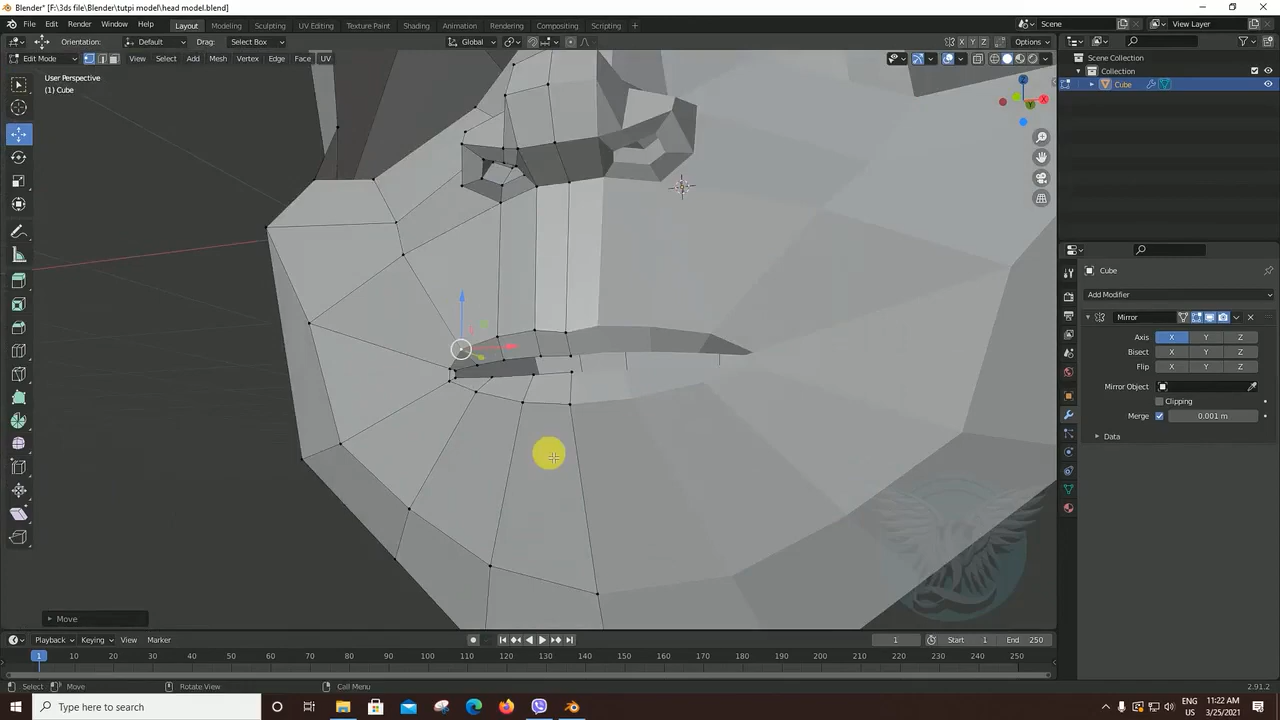 Blender* [F:\3ds file\Blender\tutpi model\head model.blend]
File Edit Render Window Help Layout Modeling Sculpting UV Editing Texture Paint Shading Animation Rendering Compositing Scripting + Scene View Layer
Orientation: Default Drag: Select Box Global X Y Z Options
Edit Mode View Select Add Mesh Vertex Edge Face UV
User Perspective
(1) Cube
Z
X
Y
Scene Collection
Collection
Cube
Cube
Add Modifier
Mirror
Axis X Y Z
Bisect X Y Z
Flip X Y Z
Mirror Object
Clipping
Merge 0.001 m
Data
Move
Playback Keying View Marker 1 Start 1 End 250
1 10 20 30 40 50 60 70 80 90 100 110 120 130 140 150 160 170 180 190 200 210 220 230 240 250
Select Move Rotate View Call Menu 2.91.2
Type here to search
ENG 11:22 AM
US 3/25/2021